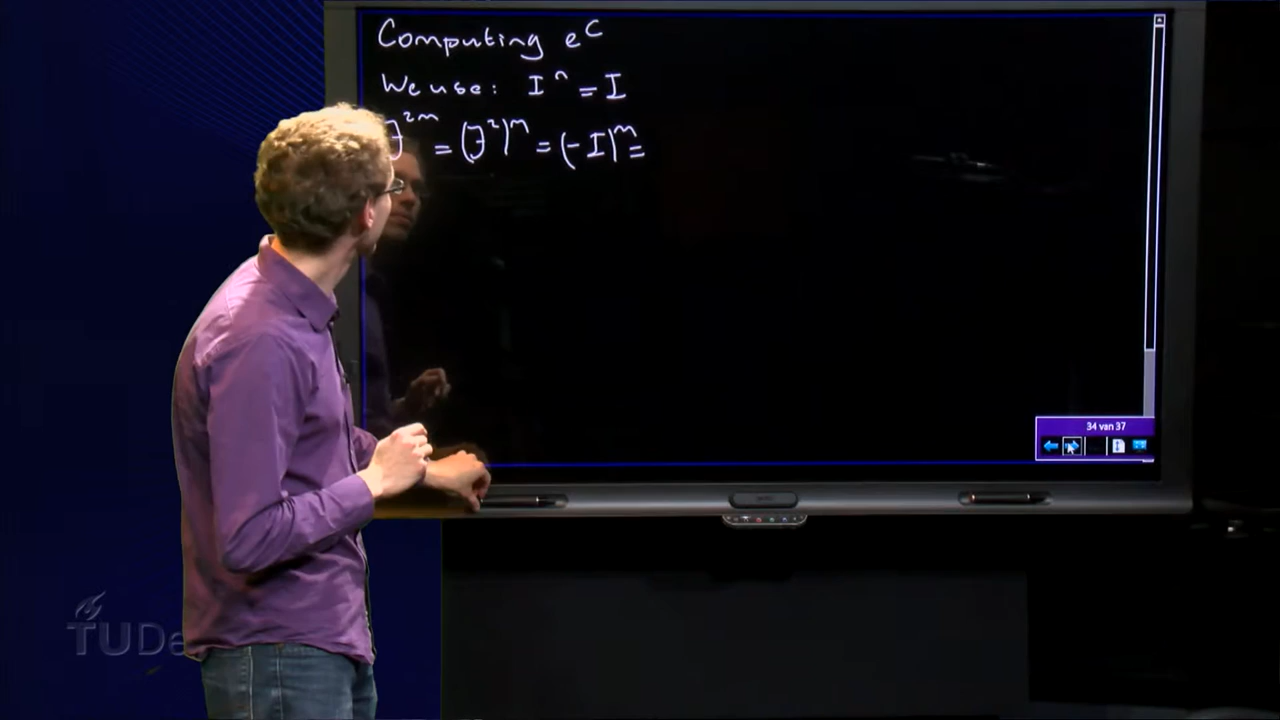 Computing e^C
We use: I^n = I
J^2m = (J^2)^m = (-I)^m =
34 van 37
TUDe